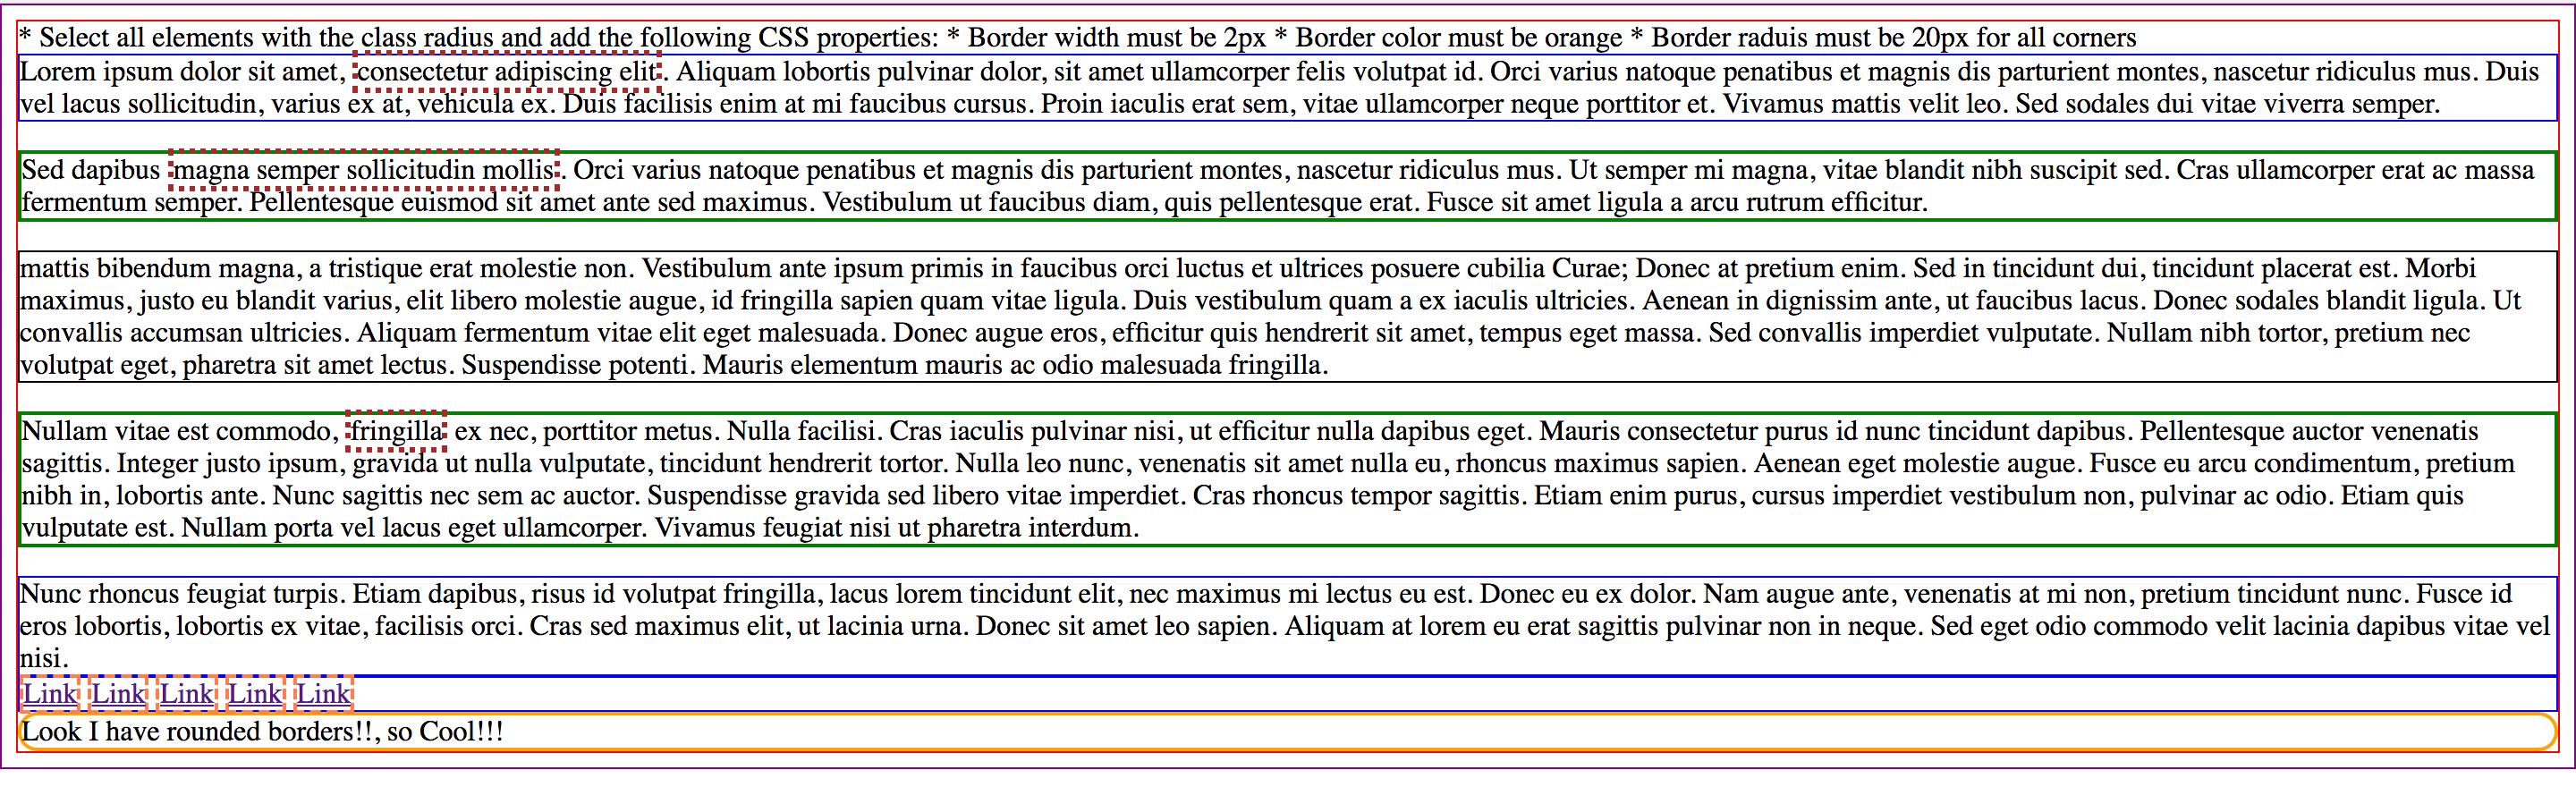 * Select all elements with the class radius and add the following CSS properties: * Border width must be 2px * Border color must be orange * Border raduis must be 20px for all corners
Lorem ipsum dolor sit amet, consectetur adipiscing elit. Aliquam lobortis pulvinar dolor, sit amet ullamcorper felis volutpat id. Orci varius natoque penatibus et magnis dis parturient montes, nascetur ridiculus mus. Duis
vel lacus sollicitudin, varius ex at, vehicula ex. Duis facilisis enim at mi faucibus cursus. Proin iaculis erat sem, vitae ullamcorper neque porttitor et. Vivamus mattis velit leo. Sed sodales dui vitae viverra semper.
Sed dapibus magna semper sollicitudin mollis. Orci varius natoque penatibus et magnis dis parturient montes, nascetur ridiculus mus. Ut semper mi magna, vitae blandit nibh suscipit sed. Cras ullamcorper erat ac massa
fermentum semper. Pellentesque euismod sit amet ante sed maximus. Vestibulum ut faucibus diam, quis pellentesque erat. Fusce sit amet ligula a arcu rutrum efficitur.
mattis bibendum magna, a tristique erat molestie non. Vestibulum ante ipsum primis in faucibus orci luctus et ultrices posuere cubilia Curae; Donec at pretium enim. Sed in tincidunt dui, tincidunt placerat est. Morbi
maximus, justo eu blandit varius, elit libero molestie augue, id fringilla sapien quam vitae ligula. Duis vestibulum quam a ex iaculis ultricies. Aenean in dignissim ante, ut faucibus lacus. Donec sodales blandit ligula. Ut
convallis accumsan ultricies. Aliquam fermentum vitae elit eget malesuada. Donec augue eros, efficitur quis hendrerit sit amet, tempus eget massa. Sed convallis imperdiet vulputate. Nullam nibh tortor, pretium nec
volutpat eget, pharetra sit amet lectus. Suspendisse potenti. Mauris elementum mauris ac odio malesuada fringilla.
Nullam vitae est commodo, fringilla ex nec, porttitor metus. Nulla facilisi. Cras iaculis pulvinar nisi, ut efficitur nulla dapibus eget. Mauris consectetur purus id nunc tincidunt dapibus. Pellentesque auctor venenatis
sagittis. Integer justo ipsum, gravida ut nulla vulputate, tincidunt hendrerit tortor. Nulla leo nunc, venenatis sit amet nulla eu, rhoncus maximus sapien. Aenean eget molestie augue. Fusce eu arcu condimentum, pretium
nibh in, lobortis ante. Nunc sagittis nec sem ac auctor. Suspendisse gravida sed libero vitae imperdiet. Cras rhoncus tempor sagittis. Etiam enim purus, cursus imperdiet vestibulum non, pulvinar ac odio. Etiam quis
vulputate est. Nullam porta vel lacus eget ullamcorper. Vivamus feugiat nisi ut pharetra interdum.
Nunc rhoncus feugiat turpis. Etiam dapibus, risus id volutpat fringilla, lacus lorem tincidunt elit, nec maximus mi lectus eu est. Donec eu ex dolor. Nam augue ante, venenatis at mi non, pretium tincidunt nunc. Fusce id
eros lobortis, lobortis ex vitae, facilisis orci. Cras sed maximus elit, ut lacinia urna. Donec sit amet leo sapien. Aliquam at lorem eu erat sagittis pulvinar non in neque. Sed eget odio commodo velit lacinia dapibus vitae vel
nisi.
Link Link Link Link Link
Look I have rounded borders!!, so Cool!!!